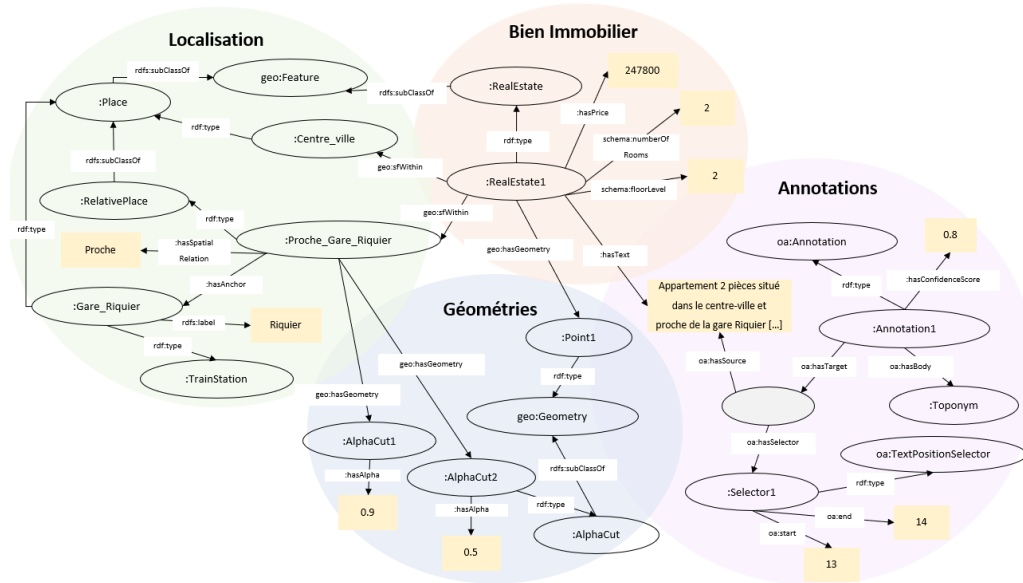 Localisation
Bien Immobilier
rdfs:subClassOf
geo:Feature
247800
:RealEstate
rdfs:subClassOf
:Place
:hasPrice
2
rdf:type
:Centre_ville
rdf:type
schema:numberOf
Rooms
rdfs:subClassOf
geo:sfWithin
:RealEstate1
schema:floorLevel
2
Annotations
:RelativePlace
rdf:type
geo:sfWithin
rdf:type
:Proche_Gare_Riquier
oa:Annotation
0.8
Proche
:hasSpatial
Relation
geo:hasGeometry
:hasText
:hasConfidenceScore
rdf:type
:hasAnchor
Appartement 2 pièces situé
dans le centre-ville et
proche de la gare Riquier [...]
:Gare_Riquier
Géométries
rdfs:label
Riquier
:Annotation1
:Point1
rdf:type
geo:hasGeometry
oa:hasSource
oa:hasTarget
oa:hasBody
:TrainStation
rdf:type
geo:hasGeometry
geo:Geometry
:Toponym
:AlphaCut1
oa:hasSelector
oa:TextPositionSelector
:hasAlpha
:AlphaCut2
rdfs:subClassOf
:Selector1
rdf:type
0.9
:hasAlpha
rdf:type
oa:end
14
:AlphaCut
oa:start
0.5
13